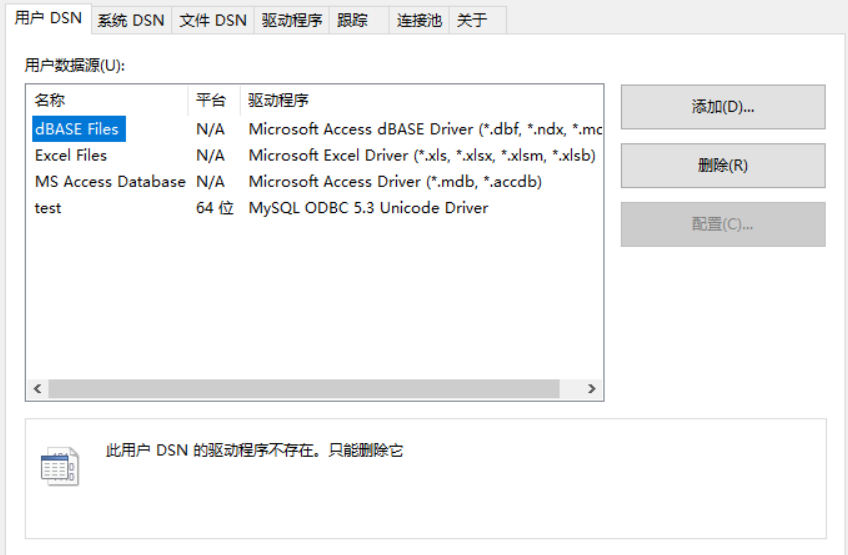 用户 DSN 系统 DSN 文件 DSN 驱动程序 跟踪 连接池 关于
用户数据源(U):
名称 平台 驱动程序
dBASE Files N/A Microsoft Access dBASE Driver (*.dbf, *.ndx, *.mc
Excel Files N/A Microsoft Excel Driver (*.xls, *.xlsx, *.xlsm, *.xlsb)
MS Access Database N/A Microsoft Access Driver (*.mdb, *.accdb)
test 64 位 MySQL ODBC 5.3 Unicode Driver
添加(D)...
删除(R)
配置(C)...
此用户 DSN 的驱动程序不存在。只能删除它